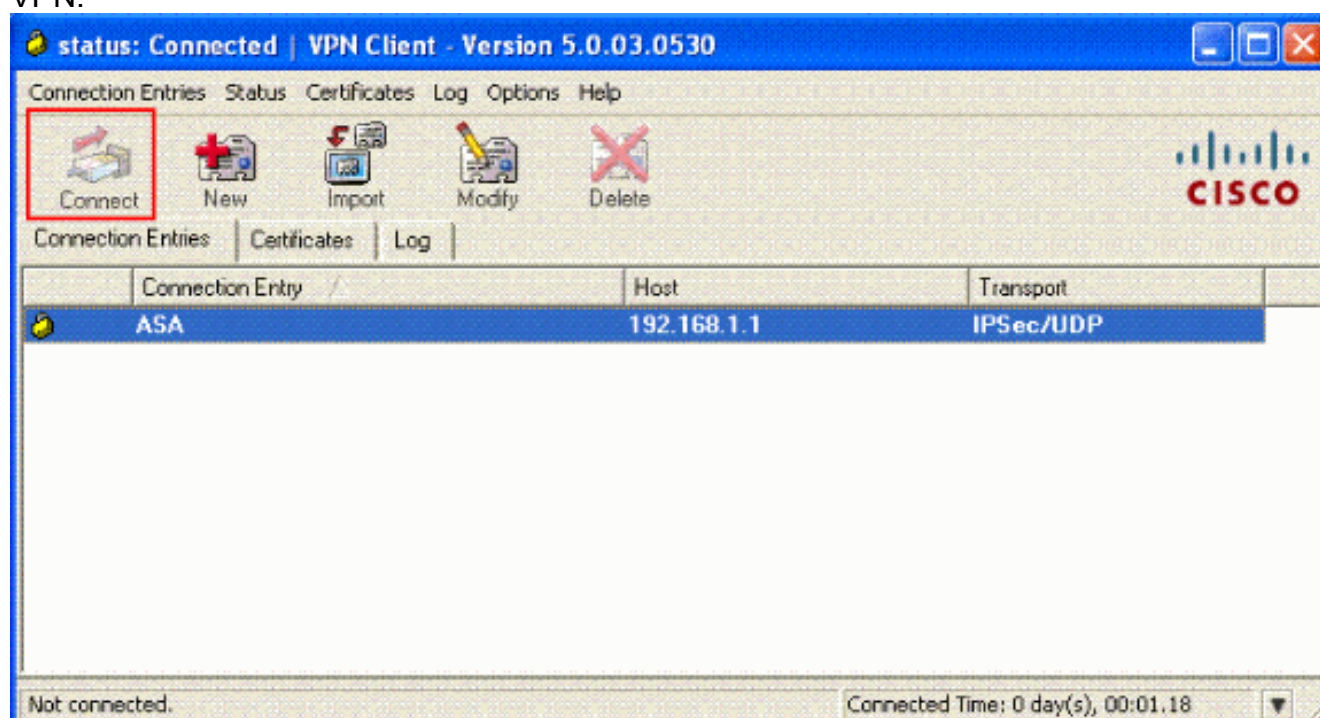 VPN.
status: Connected | VPN Client - Version 5.0.03.0530
Connection Entries Status Certificates Log Options Help
Connect New Import Modify Delete
CISCO
Connection Entries Certificates Log
Connection Entry Host Transport
ASA 192.168.1.1 IPSec/UDP
Not connected. Connected Time: 0 day(s), 00:01.18